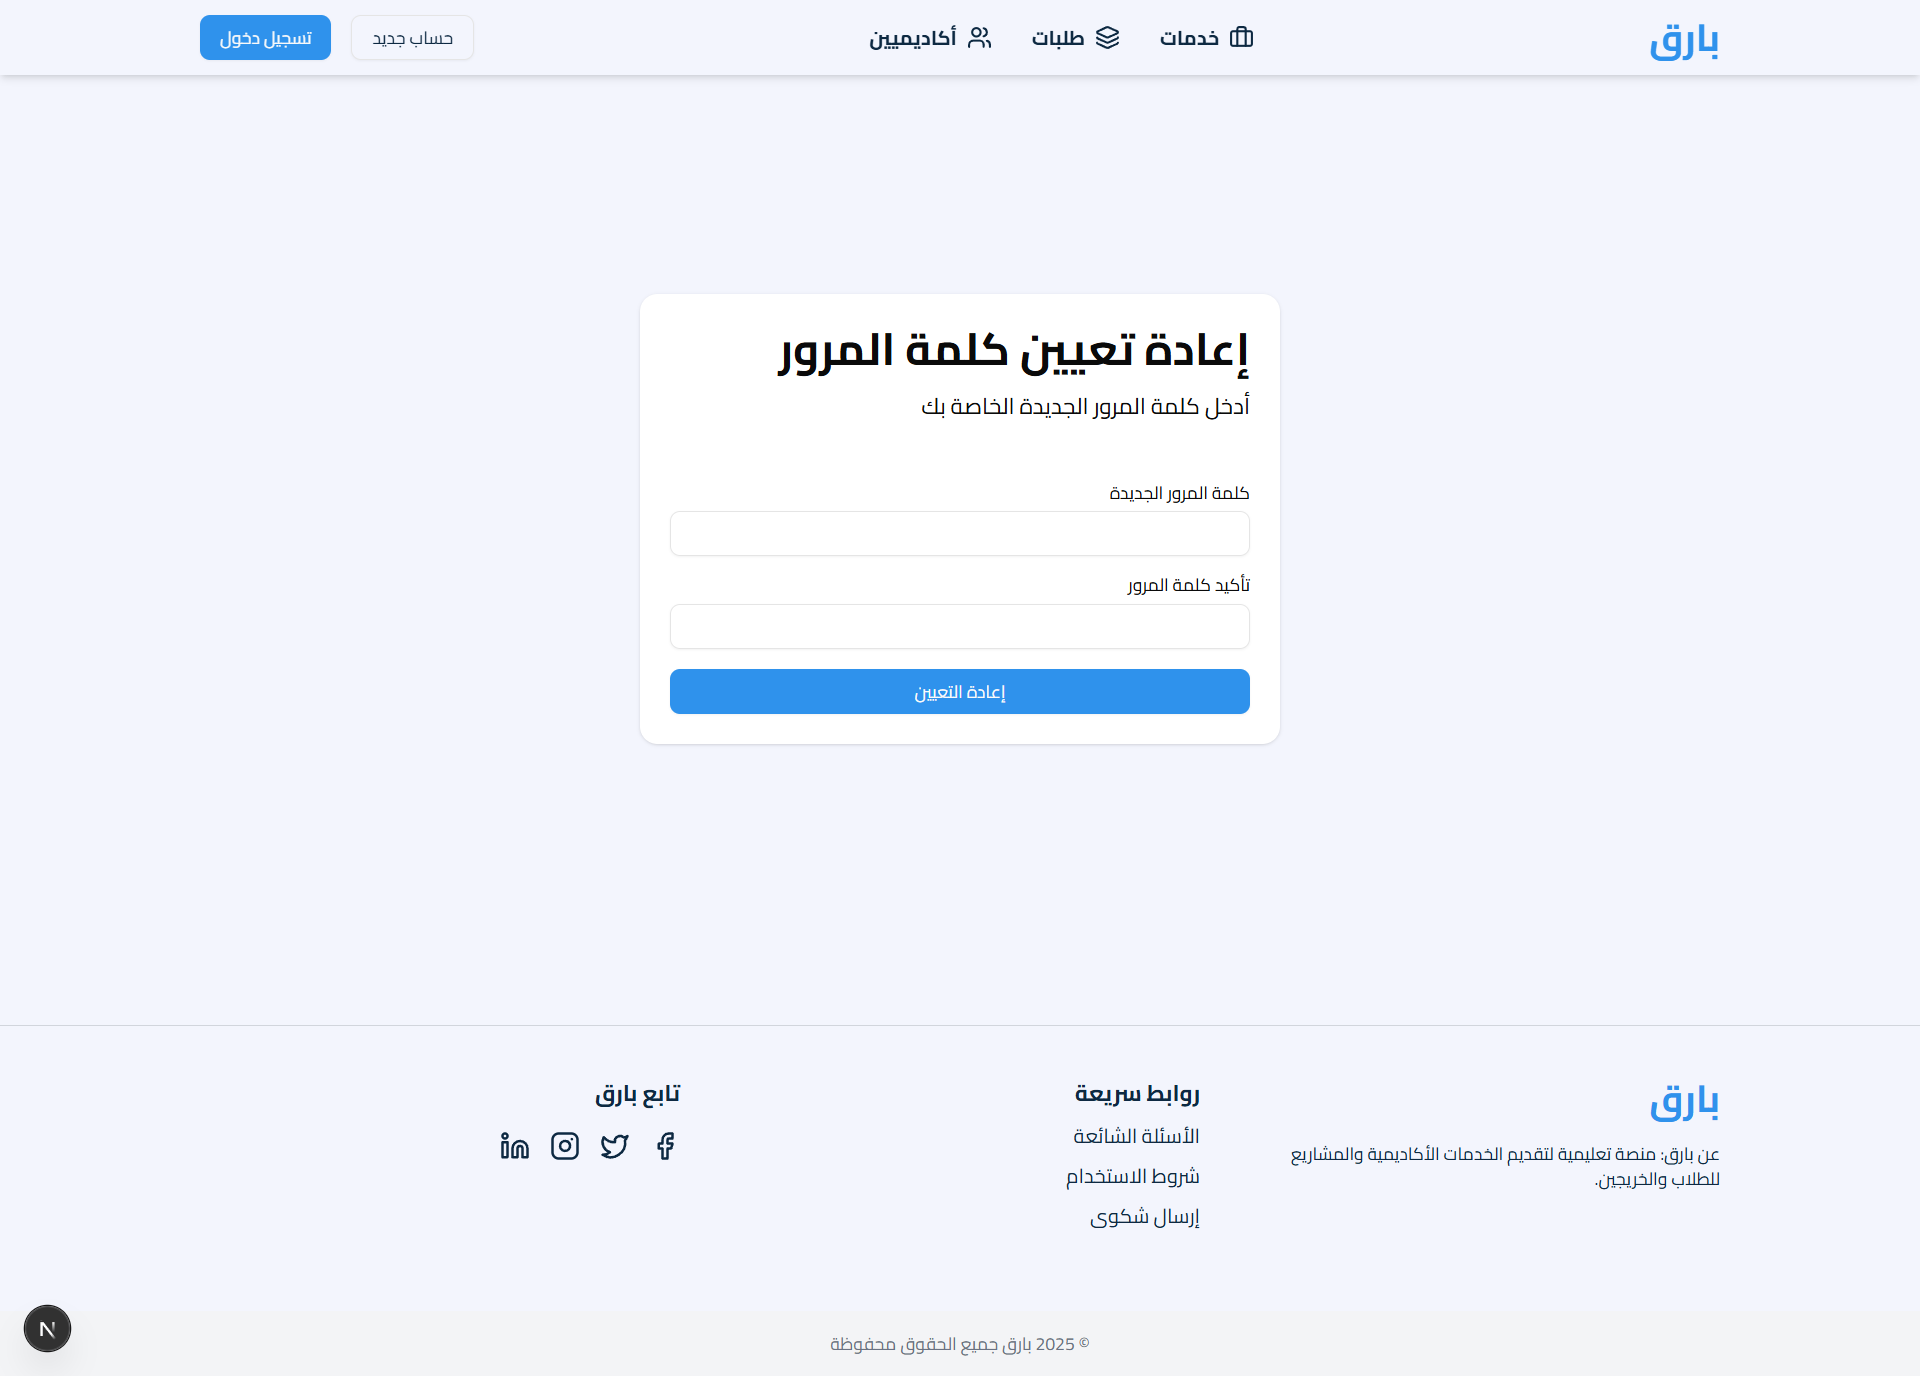 بارق
خدمات
طلبات
أكاديميين
حساب جديد
تسجيل دخول
إعادة تعيين كلمة المرور
أدخل كلمة المرور الجديدة الخاصة بك
كلمة المرور الجديدة
تأكيد كلمة المرور
إعادة التعيين
بارق
عن بارق: منصة تعليمية لتقديم الخدمات الأكاديمية والمشاريع
للطلاب والخريجين.
روابط سريعة
الأسئلة الشائعة
شروط الاستخدام
إرسال شكوى
تابع بارق
© 2025 بارق جميع الحقوق محفوظة
N